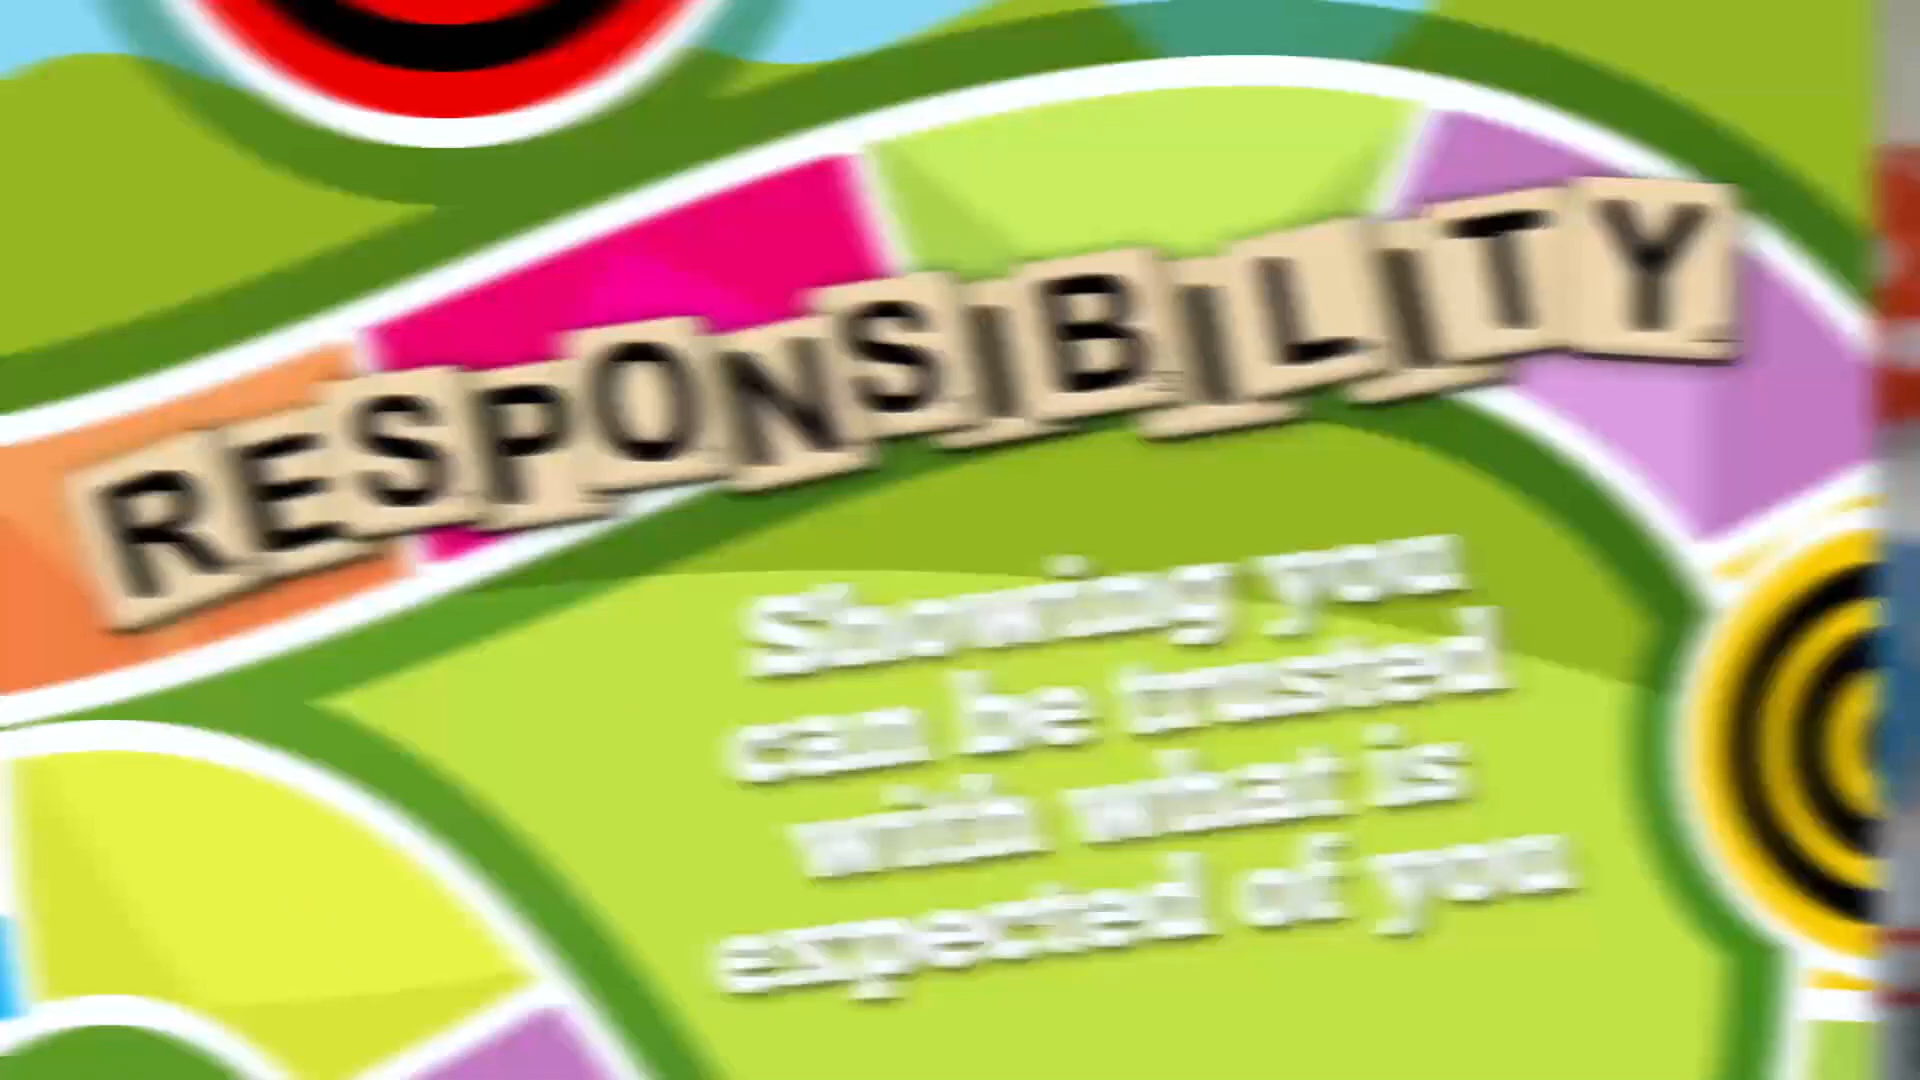 RESPONSIBILITY
Showing you
can be trusted
with what is
expected of you